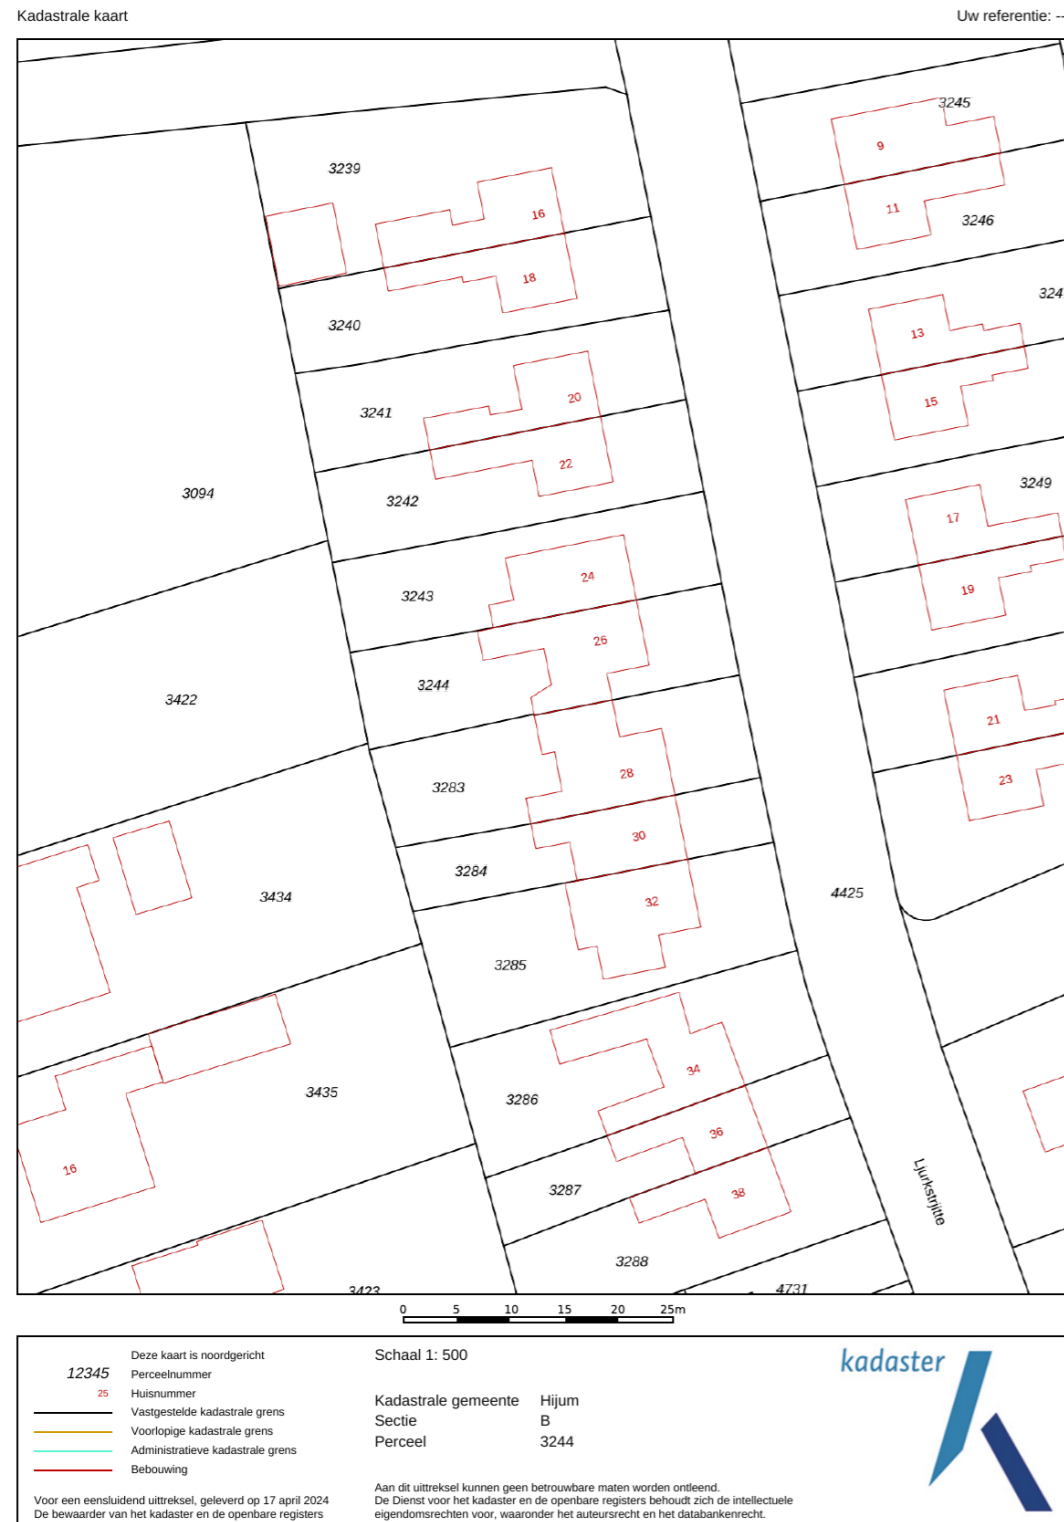 Kadastrale kaart
Uw referentie: --
3245
9
3239
11
16
3246
18
324
3240
13
20
3241
15
22
3249
3094
3242
17
24
3243
19
26
3244
3422
21
28
23
3283
30
3284
3434
4425
32
3285
34
3435
3286
36
16
3287
38
Ljurkstrjitte
3288
3423
4731
0 5 10 15 20 25m
Deze kaart is noordgericht
12345 Perceelnummer
25 Huisnummer
Vastgestelde kadastrale grens
Voorlopige kadastrale grens
Administratieve kadastrale grens
Bebouwing
Voor een eensluidend uittreksel, geleverd op 17 april 2024
De bewaarder van het kadaster en de openbare registers
Schaal 1: 500
Kadastrale gemeente Hijum
Sectie B
Perceel 3244
Aan dit uittreksel kunnen geen betrouwbare maten worden ontleend.
De Dienst voor het kadaster en de openbare registers behoudt zich de intellectuele
eigendomsrechten voor, waaronder het auteursrecht en het databankenrecht.
kadaster